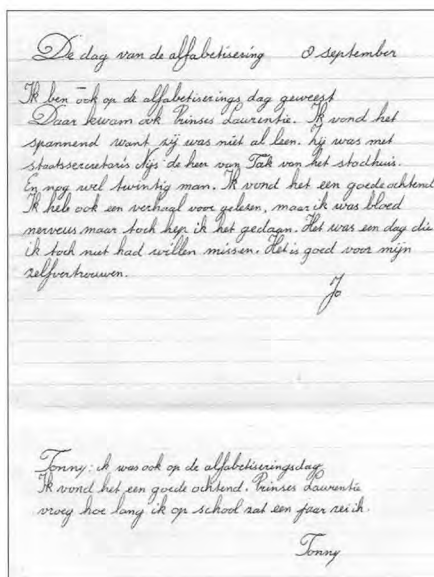 De dag van de alfabetisering 8 september
Ik ben ook op de alfabetiserings dag geweest
Daar kwam ook Prinses Laurentie. Ik vond het
spannend want zij was niet al leen. Zij was met
staatssecretaris Nijs de heer van Tak van het stadhuis.
En nog wel twintig man. Ik vond het een goede ochtend
Ik heb ook een verhaal voor gelesen, maar ik was bloed
nerveus maar toch hep ik het gedaan. Het was een dag die
ik toch niet had willen missen. Het is goed voor mijn
zelfvertrouwen.
Jo
Tonny: ik was ook op de alfabetiseringsdag
Ik vond het een goede ochtend. Prinses Laurentie
vroeg hoe lang ik op school zat een jaar zei ik.
Tonny